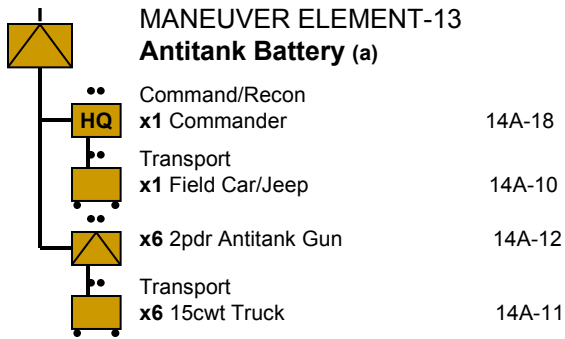 MANEUVER ELEMENT-13
Antitank Battery (a)
Command/Recon
HQ x1 Commander 14A-18
Transport
x1 Field Car/Jeep 14A-10
x6 2pdr Antitank Gun 14A-12
Transport
x6 15cwt Truck 14A-11